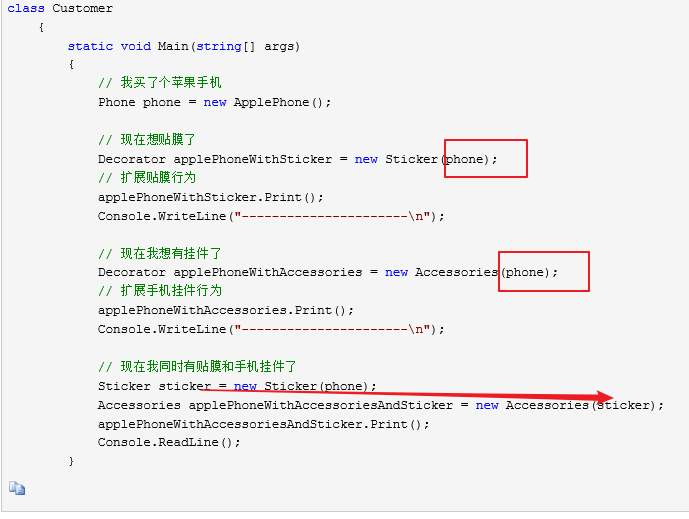 class Customer
{
static void Main(string[] args)
{
// 我买了个苹果手机
Phone phone = new ApplePhone();
// 现在想贴膜了
Decorator applePhoneWithSticker = new Sticker(phone);
// 扩展贴膜行为
applePhoneWithSticker.Print();
Console.WriteLine("----------------------\n");
// 现在我想有挂件了
Decorator applePhoneWithAccessories = new Accessories(phone);
// 扩展手机挂件行为
applePhoneWithAccessories.Print();
Console.WriteLine("----------------------\n");
// 现在我同时有贴膜和手机挂件了
Sticker sticker = new Sticker(phone);
Accessories applePhoneWithAccessoriesAndSticker = new Accessories(sticker);
applePhoneWithAccessoriesAndSticker.Print();
Console.ReadLine();
}